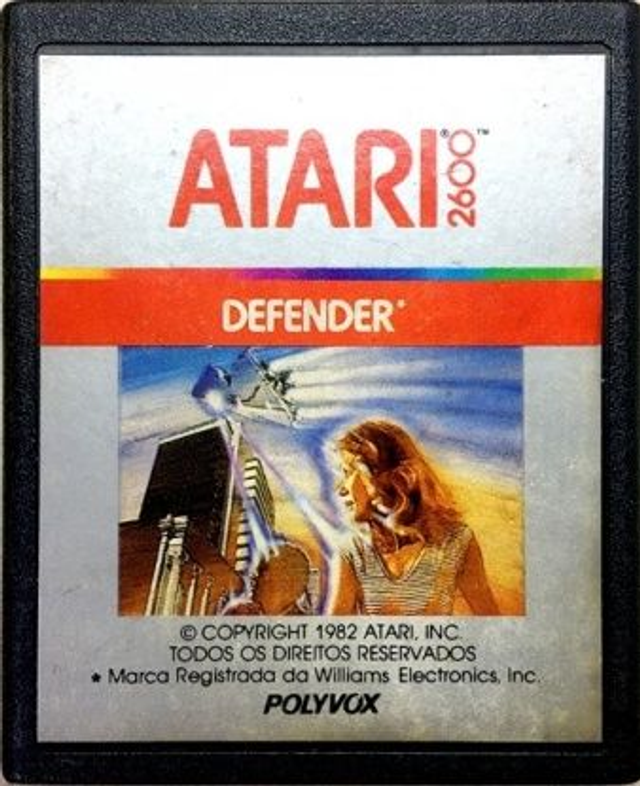 ATARI® 2600™
DEFENDER*
© COPYRIGHT 1982 ATARI, INC.
TODOS OS DIREITOS RESERVADOS
* Marca Registrada da Williams Electronics, Inc.
POLYVOX